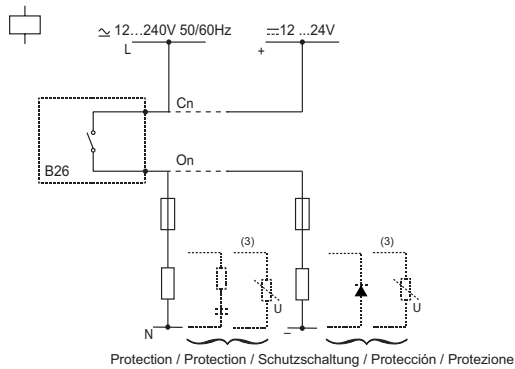 ≃ 12...240V 50/60Hz
⎓12 ...24V
L
+
Cn
B26
On
(3)
(3)
U
U
N
–
Protection / Protection / Schutzschaltung / Protección / Protezione